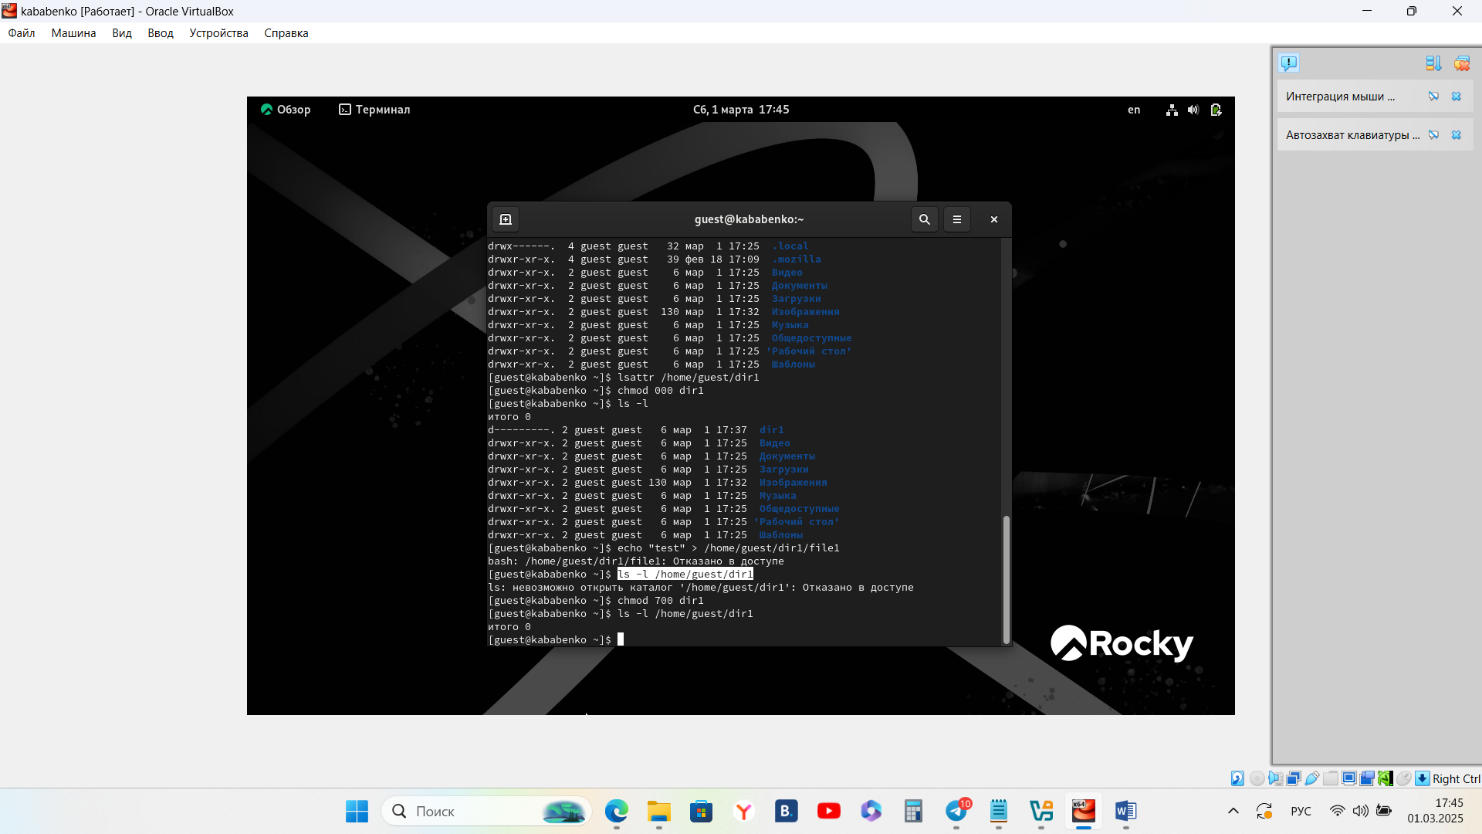 kababenko [Работает] - Oracle VirtualBox
Файл Машина Вид Ввод Устройства Справка
Интеграция мыши ...
Автозахват клавиатуры ...
Обзор Терминал Сб, 1 марта 17:45 en
guest@kababenko:~
drwx------. 4 guest guest 32 мар 1 17:25 .local
drwxr-xr-x. 4 guest guest 39 фев 18 17:09 .mozilla
drwxr-xr-x. 2 guest guest 6 мар 1 17:25 Видео
drwxr-xr-x. 2 guest guest 6 мар 1 17:25 Документы
drwxr-xr-x. 2 guest guest 6 мар 1 17:25 Загрузки
drwxr-xr-x. 2 guest guest 130 мар 1 17:32 Изображения
drwxr-xr-x. 2 guest guest 6 мар 1 17:25 Музыка
drwxr-xr-x. 2 guest guest 6 мар 1 17:25 Общедоступные
drwxr-xr-x. 2 guest guest 6 мар 1 17:25 'Рабочий стол'
drwxr-xr-x. 2 guest guest 6 мар 1 17:25 Шаблоны
[guest@kababenko ~]$ lsattr /home/guest/dir1
[guest@kababenko ~]$ chmod 000 dir1
[guest@kababenko ~]$ ls -l
итого 0
d---------. 2 guest guest 6 мар 1 17:37 dir1
drwxr-xr-x. 2 guest guest 6 мар 1 17:25 Видео
drwxr-xr-x. 2 guest guest 6 мар 1 17:25 Документы
drwxr-xr-x. 2 guest guest 6 мар 1 17:25 Загрузки
drwxr-xr-x. 2 guest guest 130 мар 1 17:32 Изображения
drwxr-xr-x. 2 guest guest 6 мар 1 17:25 Музыка
drwxr-xr-x. 2 guest guest 6 мар 1 17:25 Общедоступные
drwxr-xr-x. 2 guest guest 6 мар 1 17:25 'Рабочий стол'
drwxr-xr-x. 2 guest guest 6 мар 1 17:25 Шаблоны
[guest@kababenko ~]$ echo "test" > /home/guest/dir1/file1
bash: /home/guest/dir1/file1: Отказано в доступе
[guest@kababenko ~]$ ls -l /home/guest/dir1
ls: невозможно открыть каталог '/home/guest/dir1': Отказано в доступе
[guest@kababenko ~]$ chmod 700 dir1
[guest@kababenko ~]$ ls -l /home/guest/dir1
итого 0
[guest@kababenko ~]$
Rocky
Right Ctrl
Поиск
B.
10
x64
РУС
17:45
01.03.2025